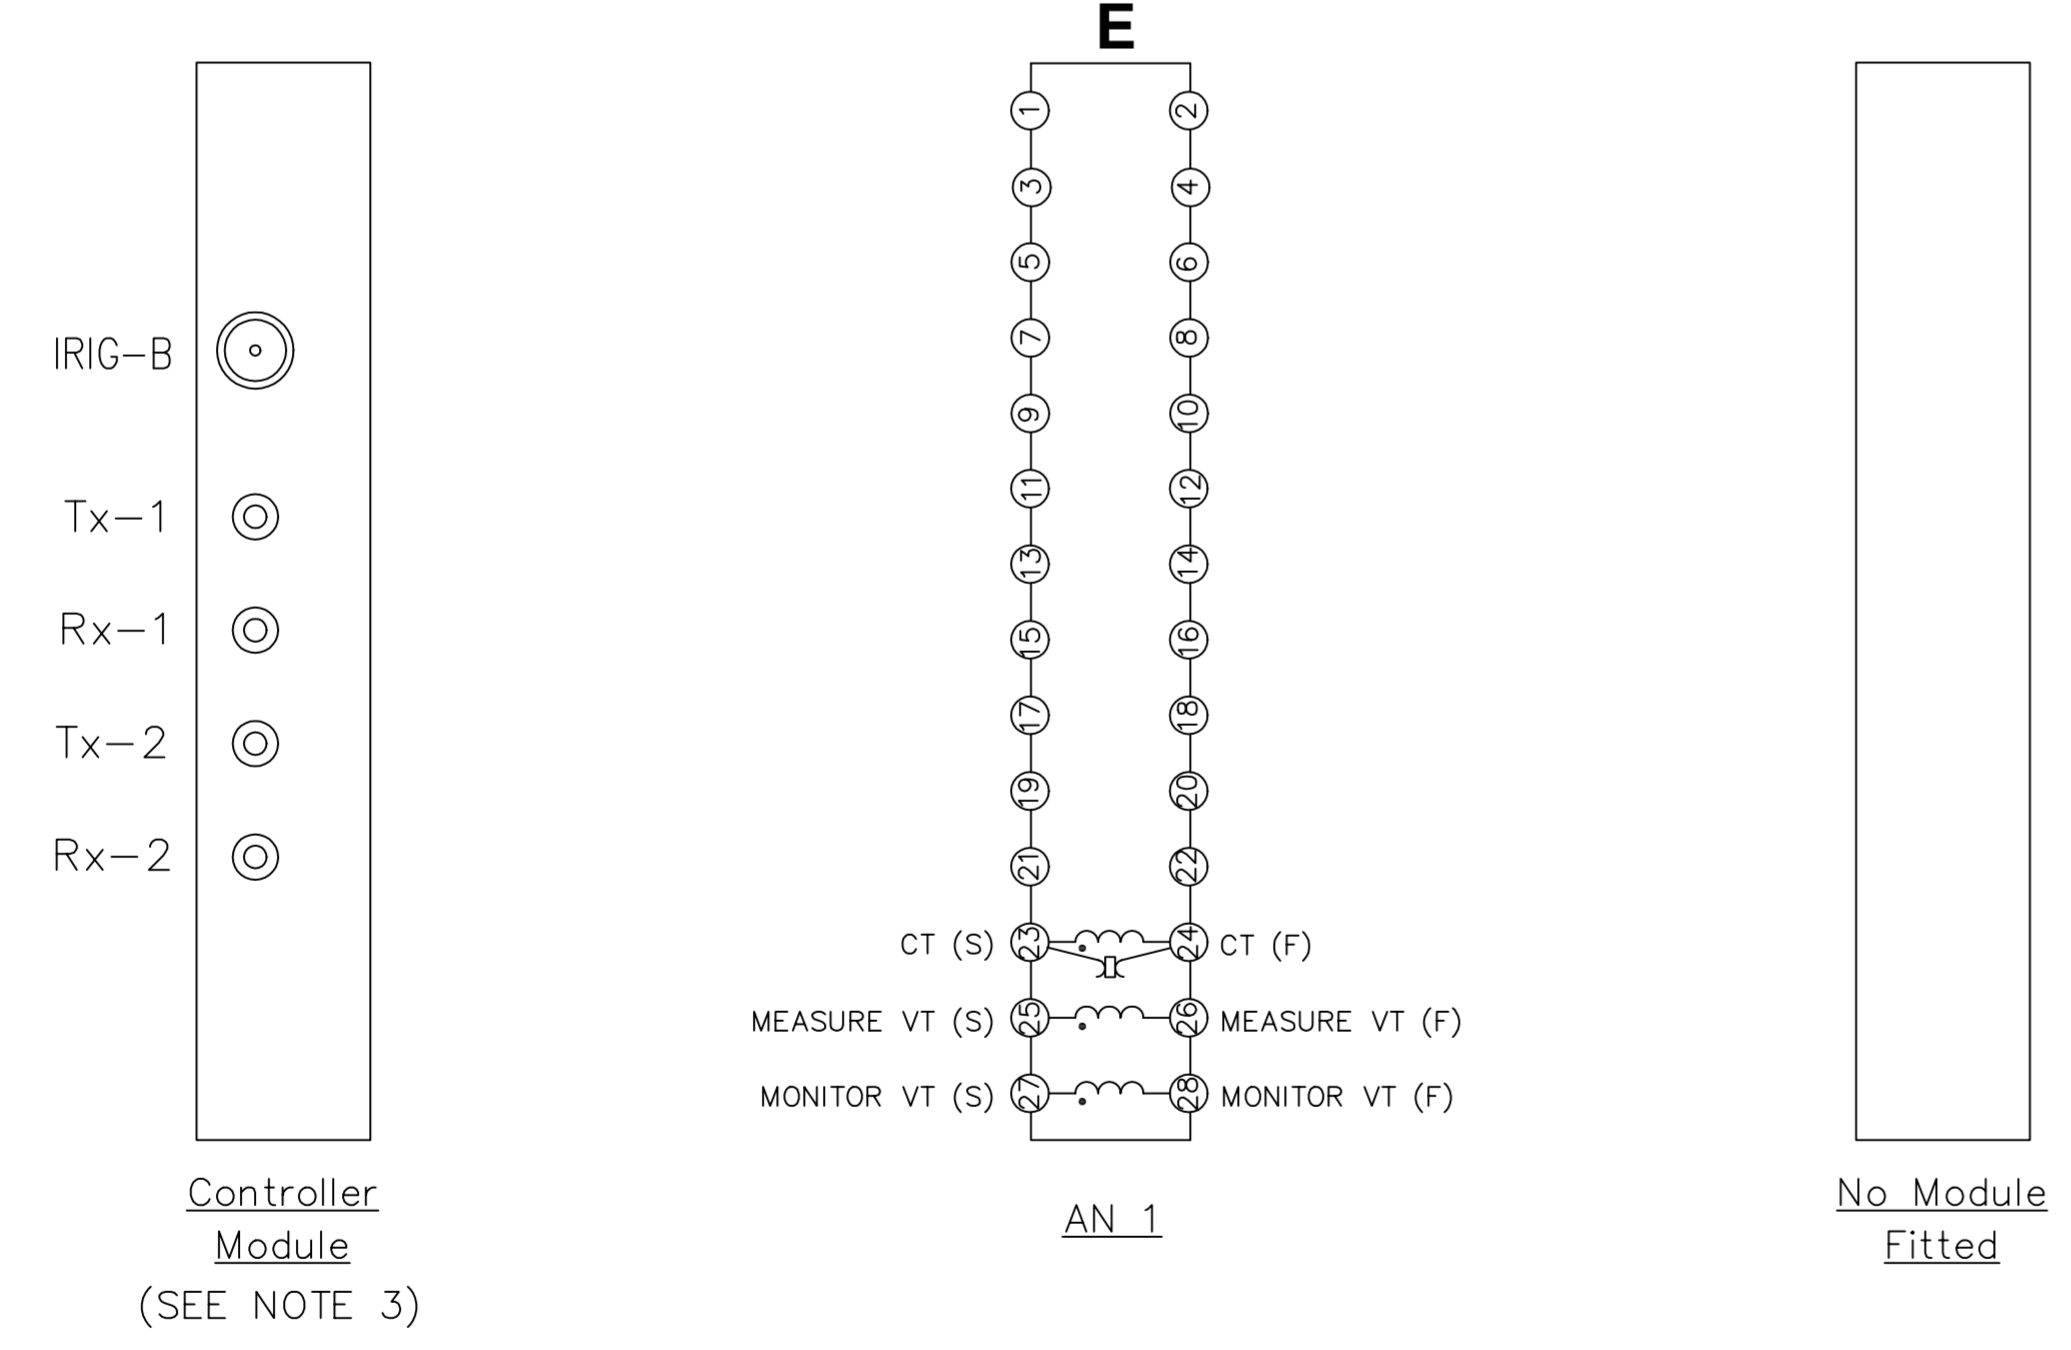 E
1 2
3 4
5 6
7 8
IRIG-B
9 10
11 12
Tx-1
13 14
Rx-1
15 16
17 18
Tx-2
19 20
Rx-2
21 22
CT (S) 23 24 CT (F)
MEASURE VT (S) 25 26 MEASURE VT (F)
MONITOR VT (S) 27 28 MONITOR VT (F)
Controller
Module
(SEE NOTE 3)
AN 1
No Module
Fitted